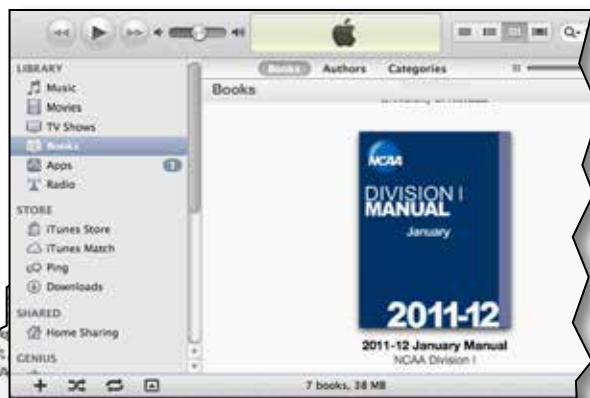 Books Authors Categories
LIBRARY
Music
Movies
TV Shows
Books
Apps
1
Radio
STORE
iTunes Store
iTunes Match
Ping
Downloads
SHARED
Home Sharing
GENIUS
Books
NCAA
DIVISION I
MANUAL
January
2011-12
2011-12 January Manual
NCAA Division I
7 books, 38 MB